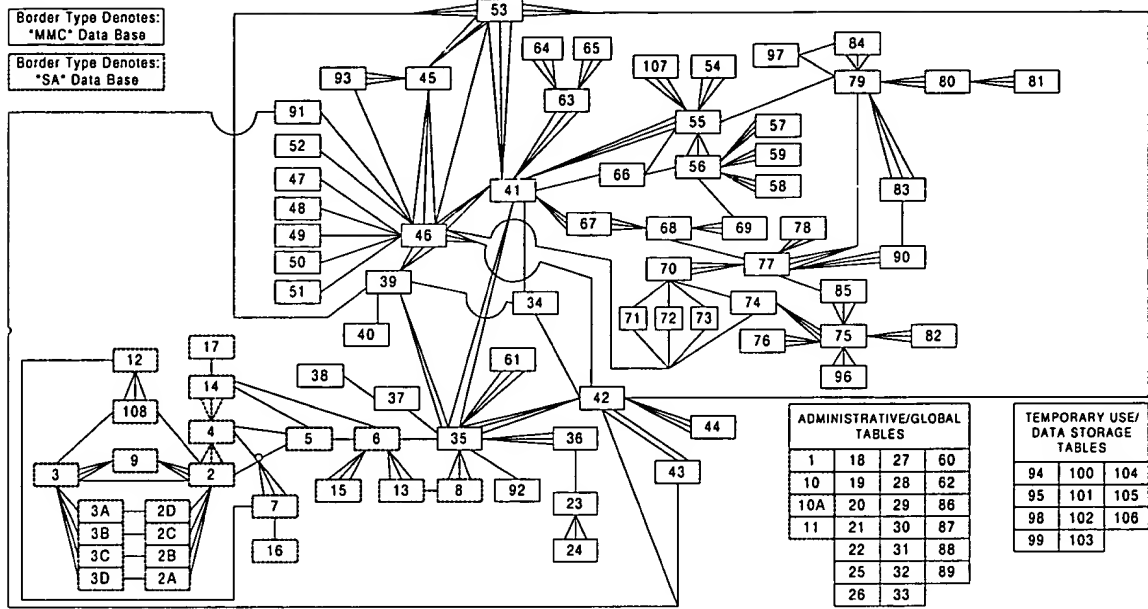 Border Type Denotes:
"MMC" Data Base
Border Type Denotes:
"SA" Data Base
53
64 65
84
97
107 54
93 45
79 80 81
63
91
55 57
52
59
56
47
66
58
41
83
48
67 68 69 78
49 46
50
77 90
70
51
39
85
34
74
71 72 73
40
76 75 82
17
12
61
38
96
14
37
108
42
ADMINISTRATIVE/GLOBAL
TABLES
TEMPORARY USE/
DATA STORAGE
TABLES
4
5 6 35 36 44
9
3 2
43
1 18 27 60
94 100 104
10 19 28 62
95 101 105
15 13 8 92
10A 20 29 86
98 102 106
7
23
3A 2D
11 21 30 87
99 103
3B 2C
22 31 88
3C 2B
16
24
25 32 89
3D 2A
26 33